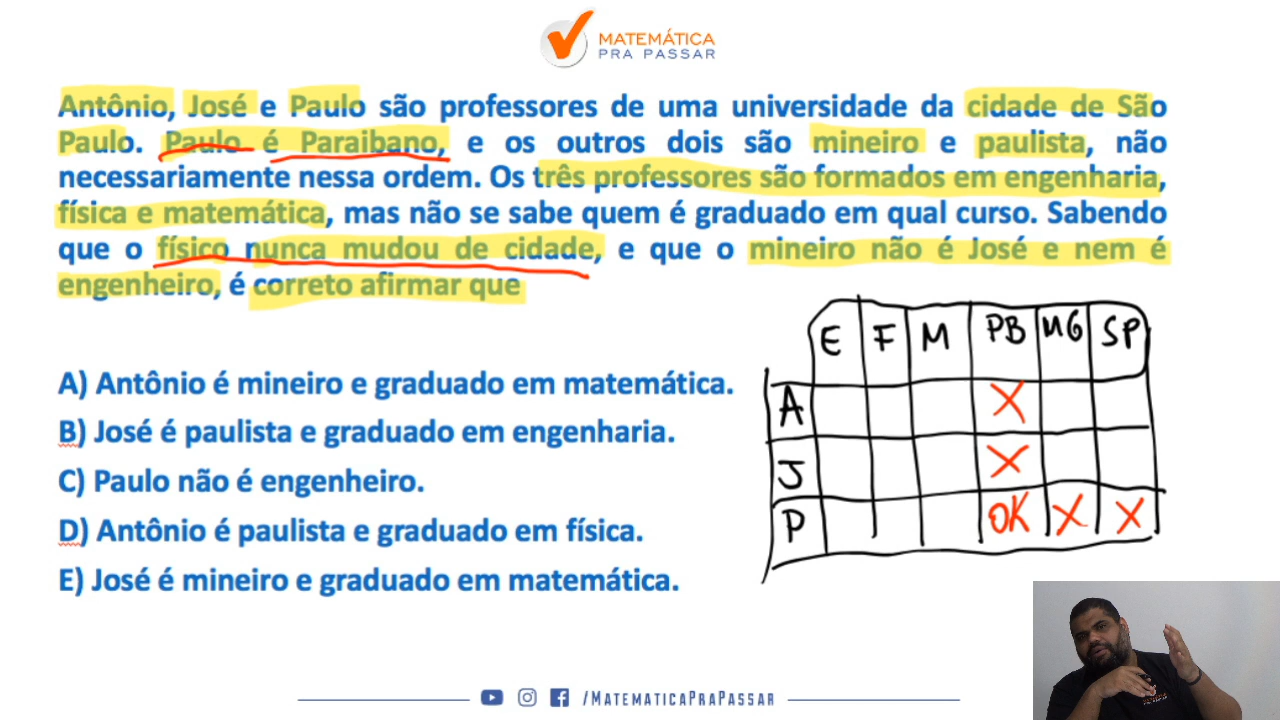 MATEMÁTICA
PRA PASSAR
Antônio, José e Paulo são professores de uma universidade da cidade de São
Paulo. Paulo é Paraibano, e os outros dois são mineiro e paulista, não
necessariamente nessa ordem. Os três professores são formados em engenharia,
física e matemática, mas não se sabe quem é graduado em qual curso. Sabendo
que o físico nunca mudou de cidade, e que o mineiro não é José e nem é
engenheiro, é correto afirmar que
A) Antônio é mineiro e graduado em matemática.
B) José é paulista e graduado em engenharia.
C) Paulo não é engenheiro.
D) Antônio é paulista e graduado em física.
E) José é mineiro e graduado em matemática.
E F M PB MG SP
A X
J X
P OK X X
/MATEMATICAPRAPASSAR